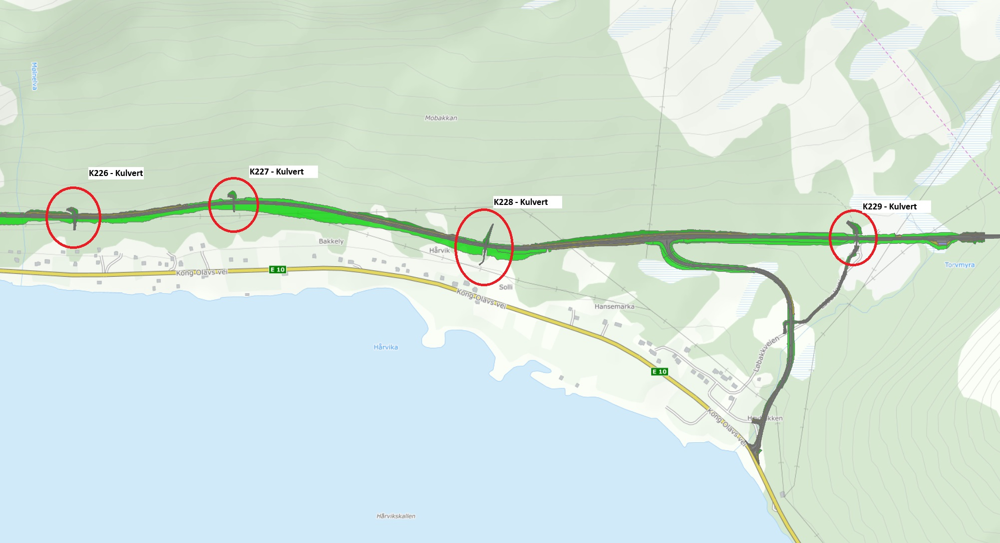 Mølnelva
Mobakkan
K226 - Kulvert
K227 - Kulvert
K228 - Kulvert
K229 - Kulvert
Bakkely
Hårvik
Torvmyra
Kong Olavs vei
E 10
Solli
Kong Olavs vei
Hansemarka
Hårvika
Løbakkveien
E 10
Kong Olavs vei
Hårvikskallen